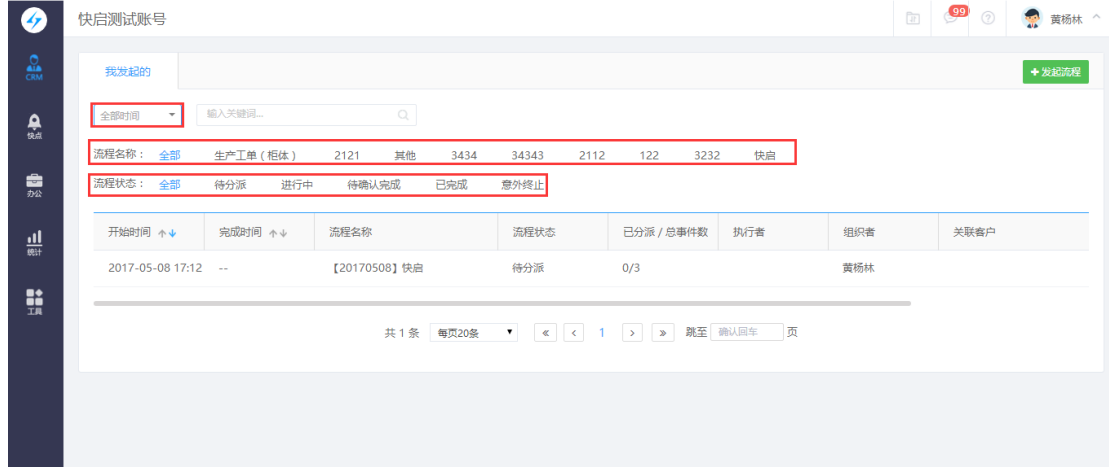 快启测试账号 99 黄杨林
CRM
快点
办公
统计
工具
我发起的 +发起流程
全部时间 输入关键词...
流程名称： 全部 生产工单（柜体） 2121 其他 3434 34343 2112 122 3232 快启
流程状态： 全部 待分派 进行中 待确认完成 已完成 意外终止
开始时间 完成时间 流程名称 流程状态 已分派 / 总事件数 执行者 组织者 关联客户
2017-05-08 17:12 -- 【20170508】快启 待分派 0/3 黄杨林
共 1 条 每页20条 « < 1 > » 跳至 确认回车 页